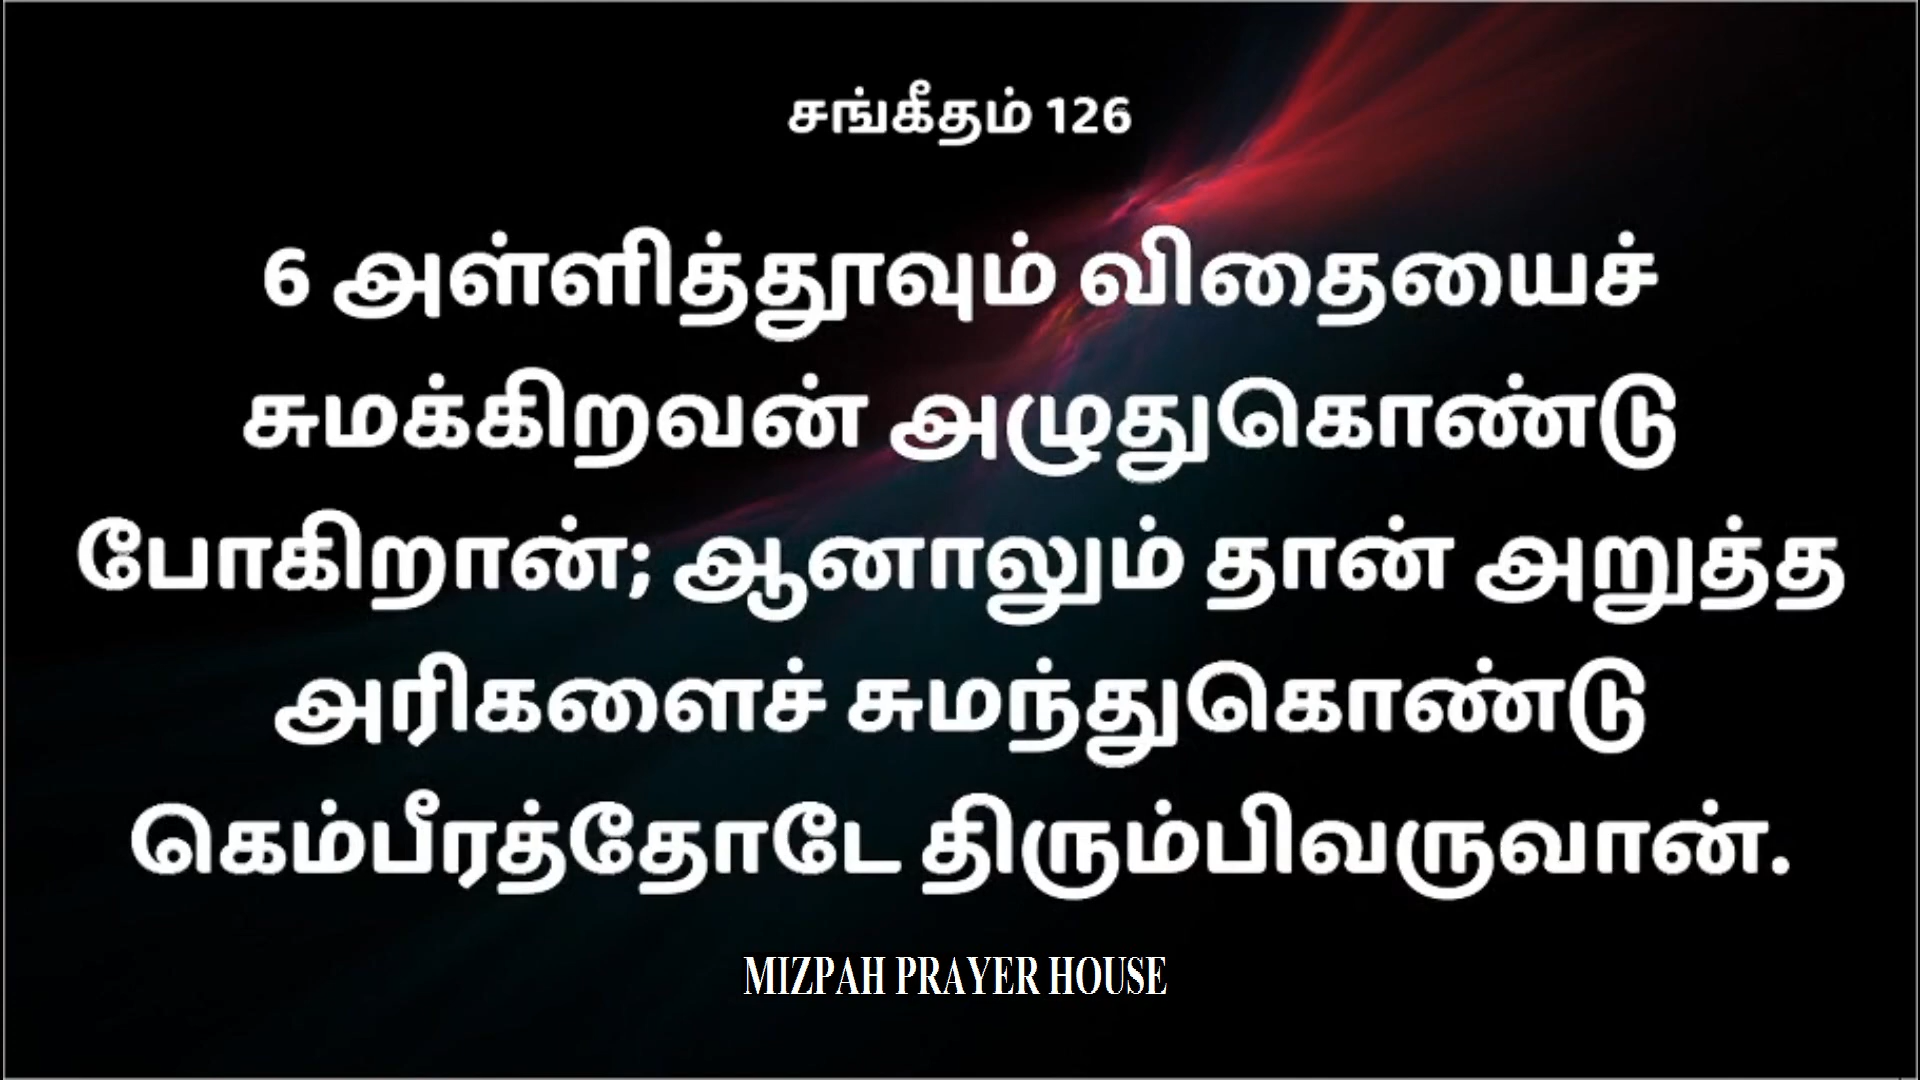 சங்கீதம் 126
6 அள்ளித்தூவும் விதையைச்
சுமக்கிறவன் அழுதுகொண்டு
போகிறான்; ஆனாலும் தான் அறுத்த
அரிகளைச் சுமந்துகொண்டு
கெம்பீரத்தோடே திரும்பிவருவான்.
MIZPAH PRAYER HOUSE